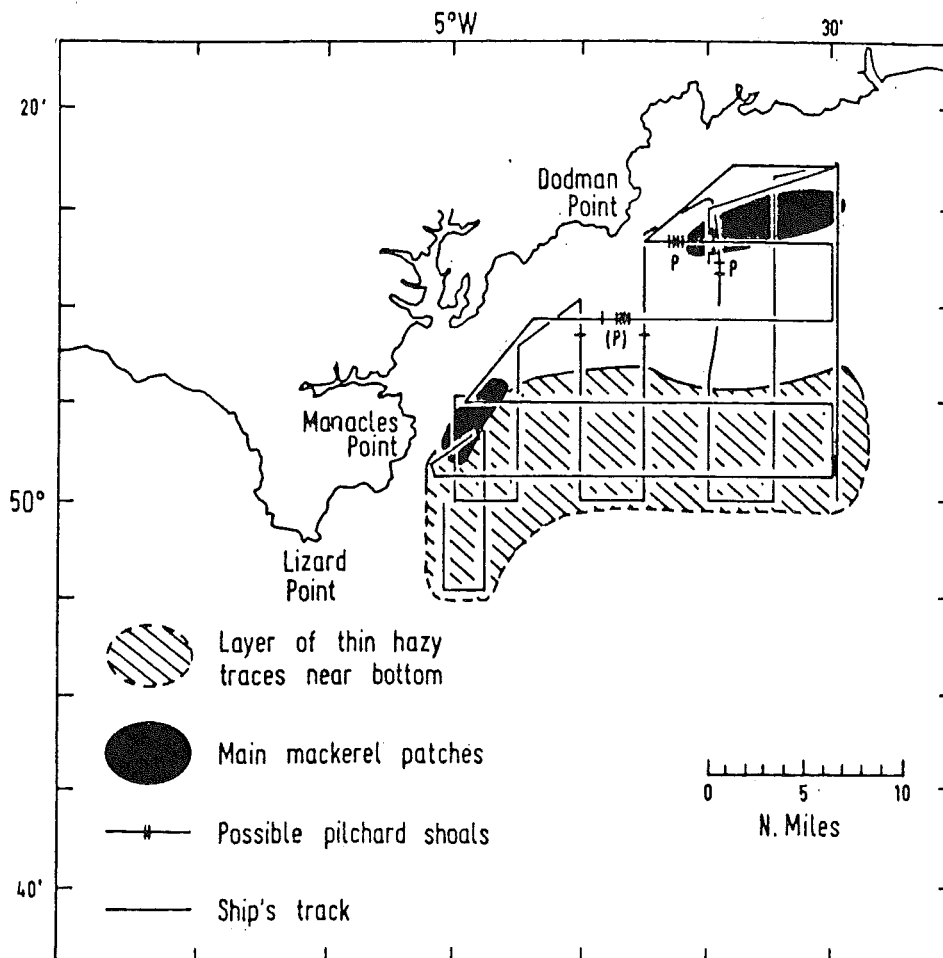 5°W
30'
20'
Dodman
Point
P
P
(P)
Manacles
Point
50°
Lizard
Point
Layer of thin hazy
traces near bottom
Main mackerel patches
0 5 10
N. Miles
Possible pilchard shoals
40'
Ship's track